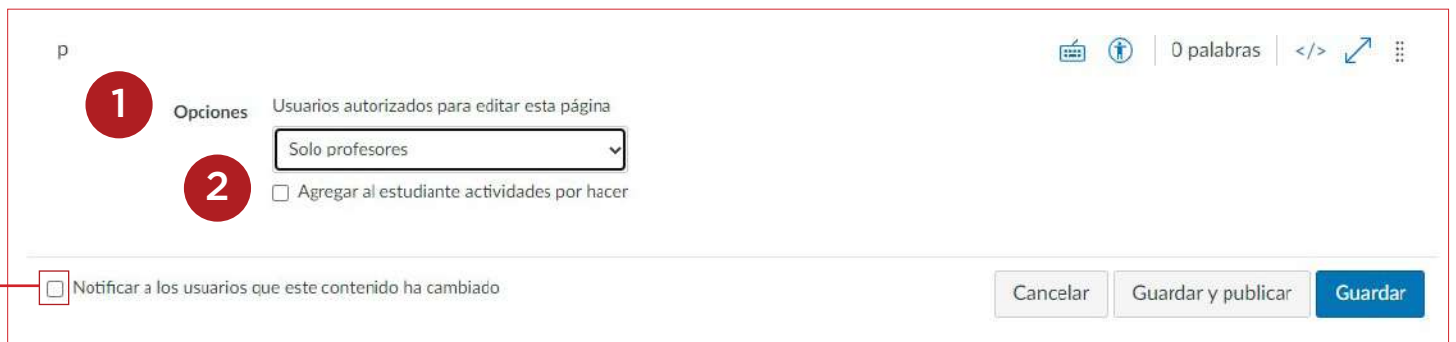 p
0 palabras
</>
1
Opciones
Usuarios autorizados para editar esta página
Solo profesores
2
Agregar al estudiante actividades por hacer
Notificar a los usuarios que este contenido ha cambiado
Cancelar
Guardar y publicar
Guardar